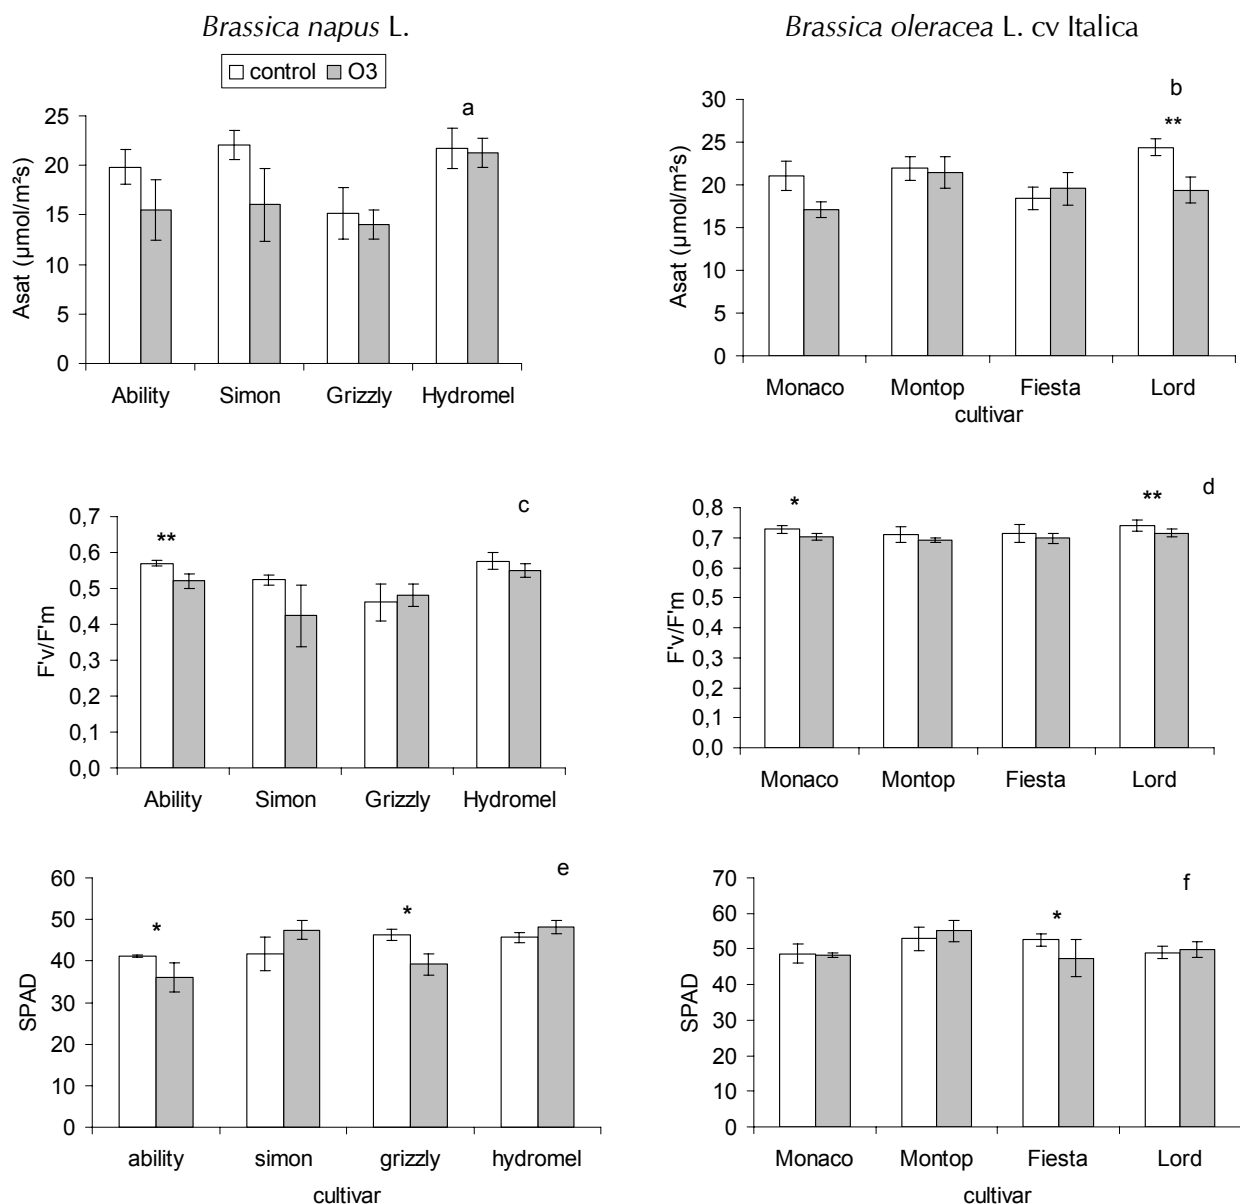 Brassica napus L.
Brassica oleracea L. cv Italica
control O3
a
25
20
15
10
5
0
Asat (µmol/m²s)
Ability Simon Grizzly Hydromel
b
**
30
25
20
15
10
5
0
Asat (µmol/m²s)
Monaco Montop Fiesta Lord
cultivar
c
**
0,7
0,6
0,5
0,4
0,3
0,2
0,1
0,0
F'v/F'm
Ability Simon Grizzly Hydromel
d
* **
0,8
0,7
0,6
0,5
0,4
0,3
0,2
0,1
0,0
F'v/F'm
Monaco Montop Fiesta Lord
e
* *
60
50
40
30
20
10
0
SPAD
ability simon grizzly hydromel
cultivar
f
*
70
60
50
40
30
20
10
0
SPAD
Monaco Montop Fiesta Lord
cultivar